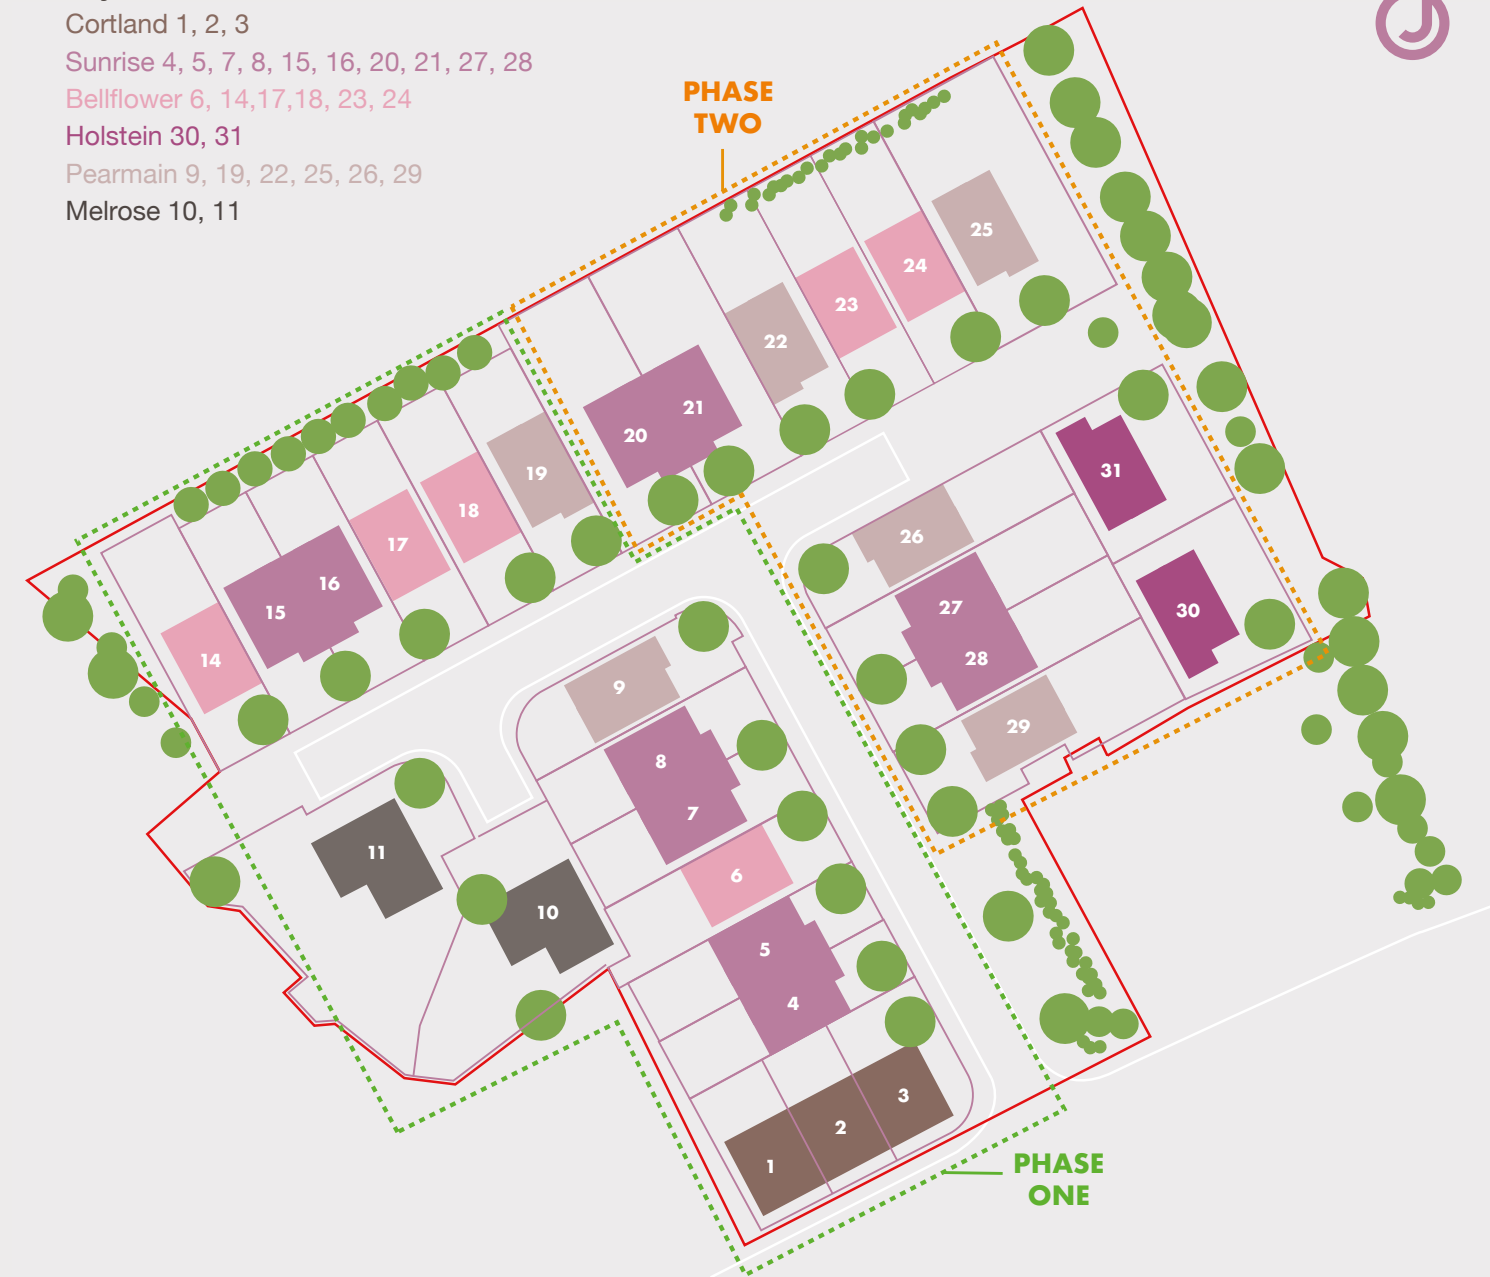 Cortland 1, 2, 3
Sunrise 4, 5, 7, 8, 15, 16, 20, 21, 27, 28
Bellflower 6, 14,17,18, 23, 24
Holstein 30, 31
Pearmain 9, 19, 22, 25, 26, 29
Melrose 10, 11
PHASE
TWO
25
24
23
22
21
20
19
31
18
26
17
16
27
15
30
28
14
9
29
8
7
11
6
10
5
4
3
2
1
PHASE
ONE